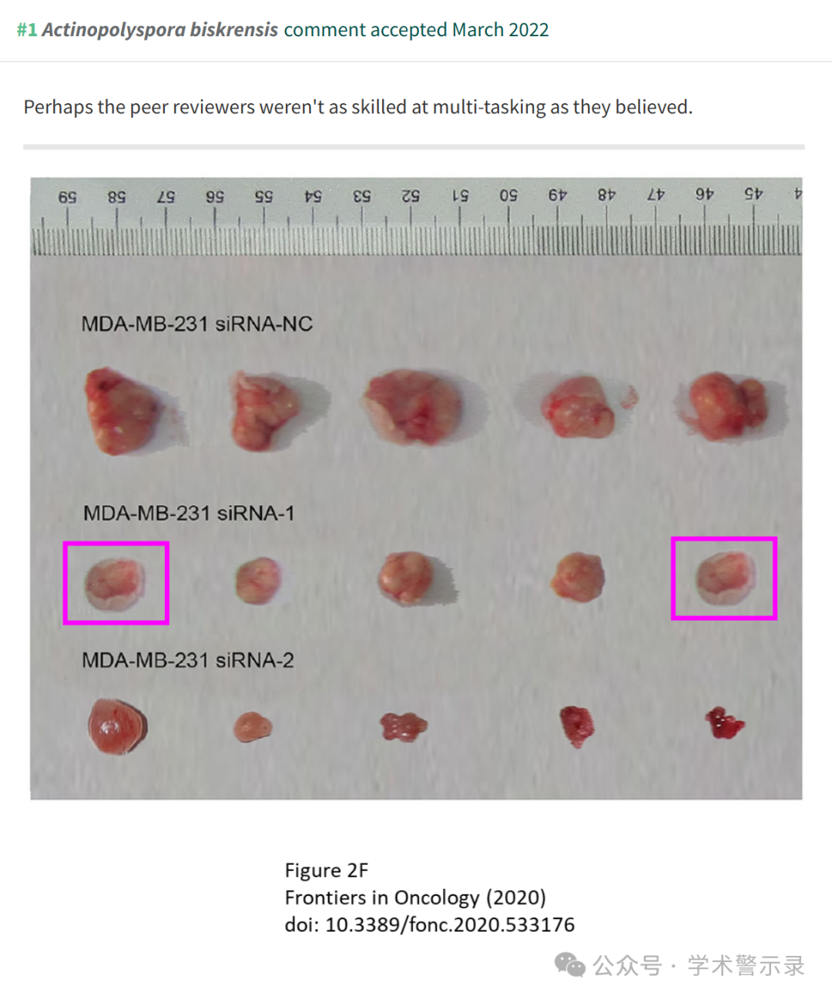 #1 Actinopolyspora biskrensis comment accepted March 2022
Perhaps the peer reviewers weren't as skilled at multi-tasking as they believed.
59 58 57 56 55 54 53 52 51 50 49 48 47 46 45 4
MDA-MB-231 siRNA-NC
MDA-MB-231 siRNA-1
MDA-MB-231 siRNA-2
Figure 2F
Frontiers in Oncology (2020)
doi: 10.3389/fonc.2020.533176
公众号 · 学术警示录